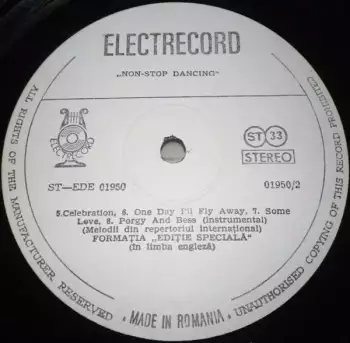 ELECTRECORD
„NON-STOP DANCING"
ELECTRECORD
ST 33
STEREO
ST—EDE 01950
01950/2
5.Celebration, 6. One Day I'll Fly Away, 7. Some
Love, 8. Porgy And Bess (instrumental)
(Melodii din repertoriul internațional)
FORMAȚIA „EDIȚIE SPECIALĂ"
(în limba engleză)
ALL RIGHTS OF THE MANUFACTURER RESERVED • MADE IN ROMANIA • UNAUTHORISED COPYING OF THIS RECORD PROHIBITED